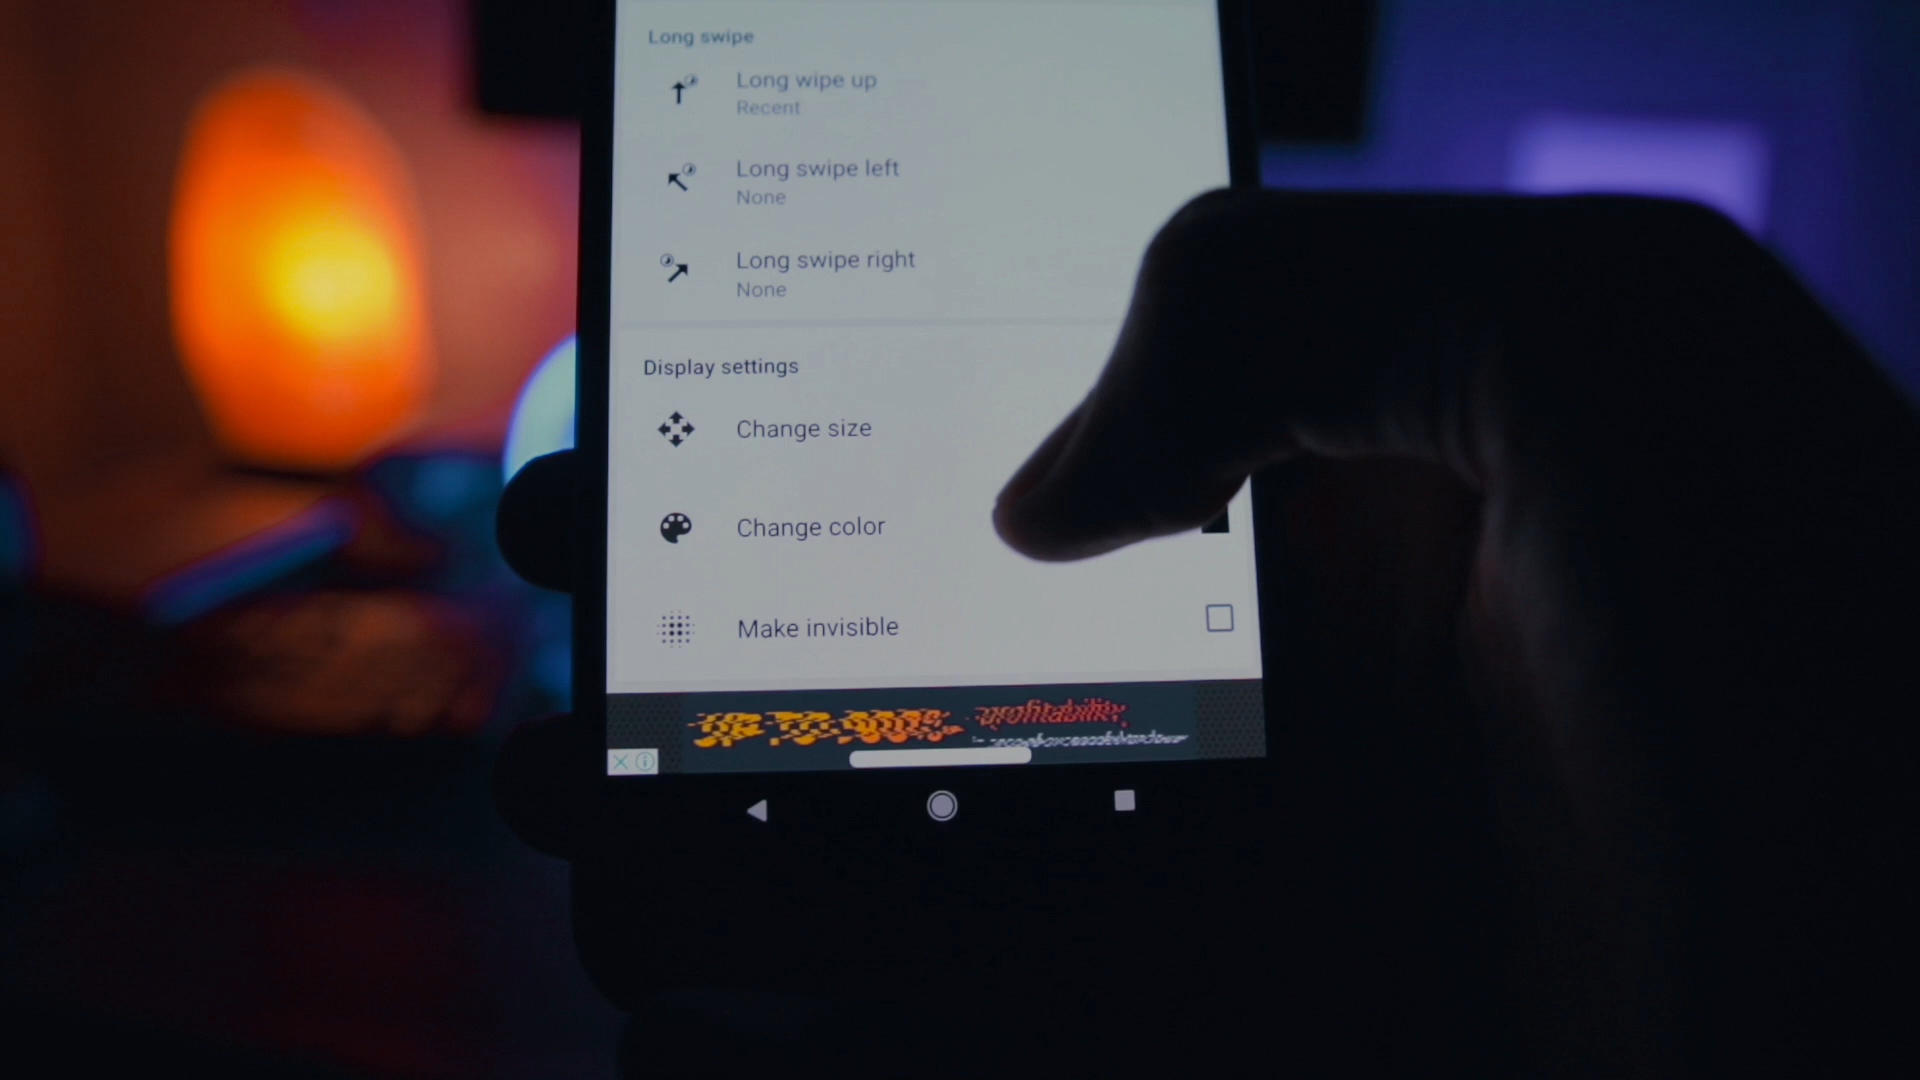 Long swipe
Long wipe up
Recent
Long swipe left
None
Long swipe right
None
Display settings
Change size
Change color
Make invisible
profitability